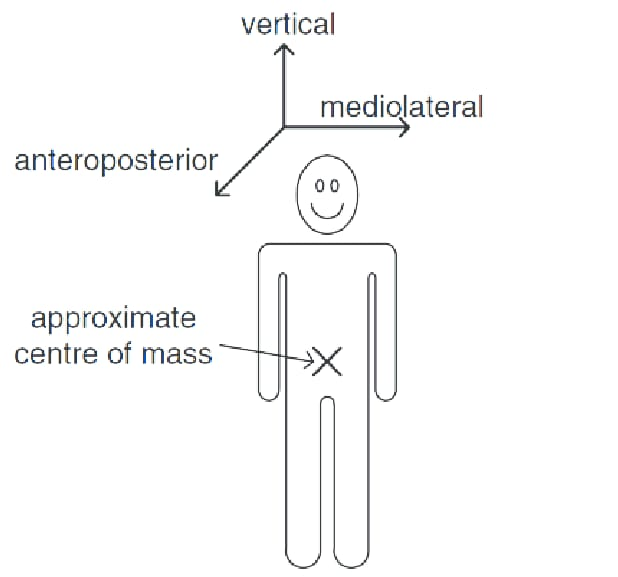 vertical
mediolateral
anteroposterior
approximate
centre of mass